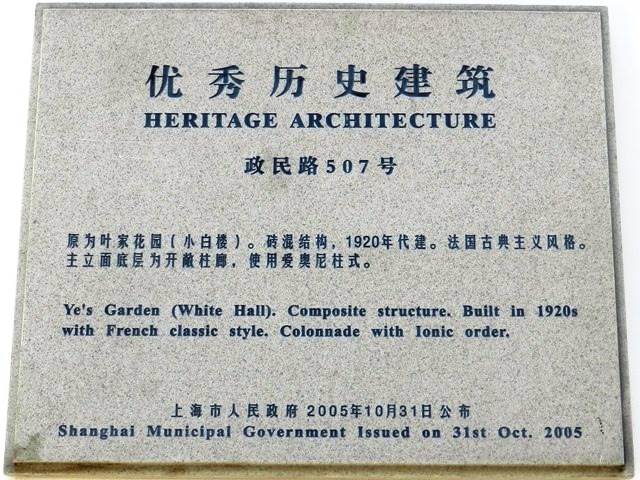 优秀历史建筑
HERITAGE ARCHITECTURE
政民路507号
原为叶家花园(小白楼)。砖混结构，1920年代建。法国古典主义风格。
主立面底层为开敞柱廊，使用爱奥尼柱式。
Ye's Garden (White Hall). Composite structure. Built in 1920s
with French classic style. Colonnade with Ionic order.
上海市人民政府 2005年10月31日公布
Shanghai Municipal Government Issued on 31st Oct. 2005